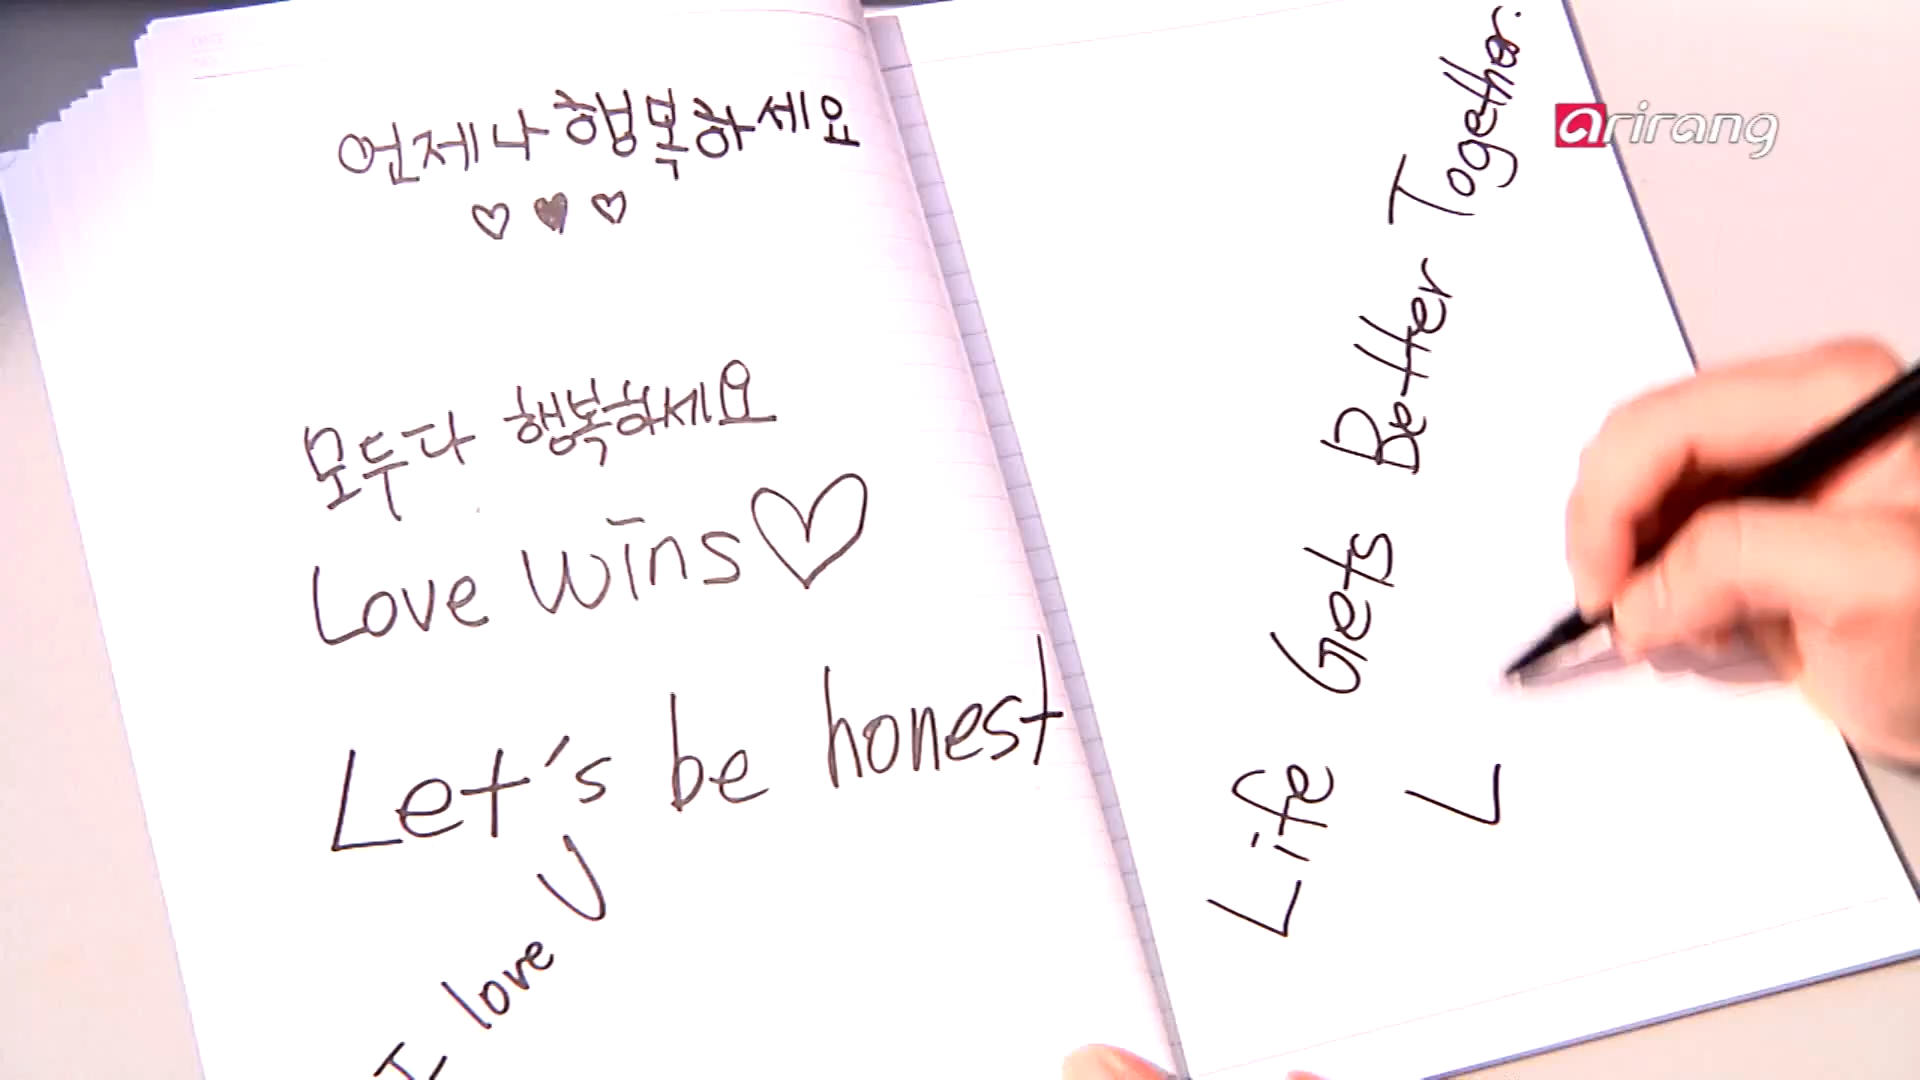 언제나 행복하세요
♡ ♥ ♡
모두다 행복하세요
Love wins ♡
Let's be honest
I love U
Life Gets Better Together.
L
arirang